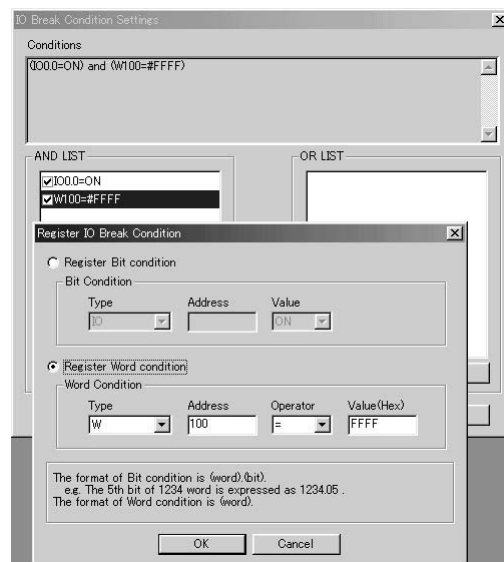 IO Break Condition Settings
Conditions
(IO0.0=ON) and (W100=#FFFF)
AND LIST
OR LIST
IO0.0=ON
W100=#FFFF
Register IO Break Condition
Register Bit condition
Bit Condition
Type Address Value
IO ON
Register Word condition
Word Condition
Type Address Operator Value(Hex)
W 100 = FFFF
The format of Bit condition is (word).(bit).
e.g. The 5th bit of 1234 word is expressed as 1234.05 .
The format of Word condition is (word).
OK Cancel